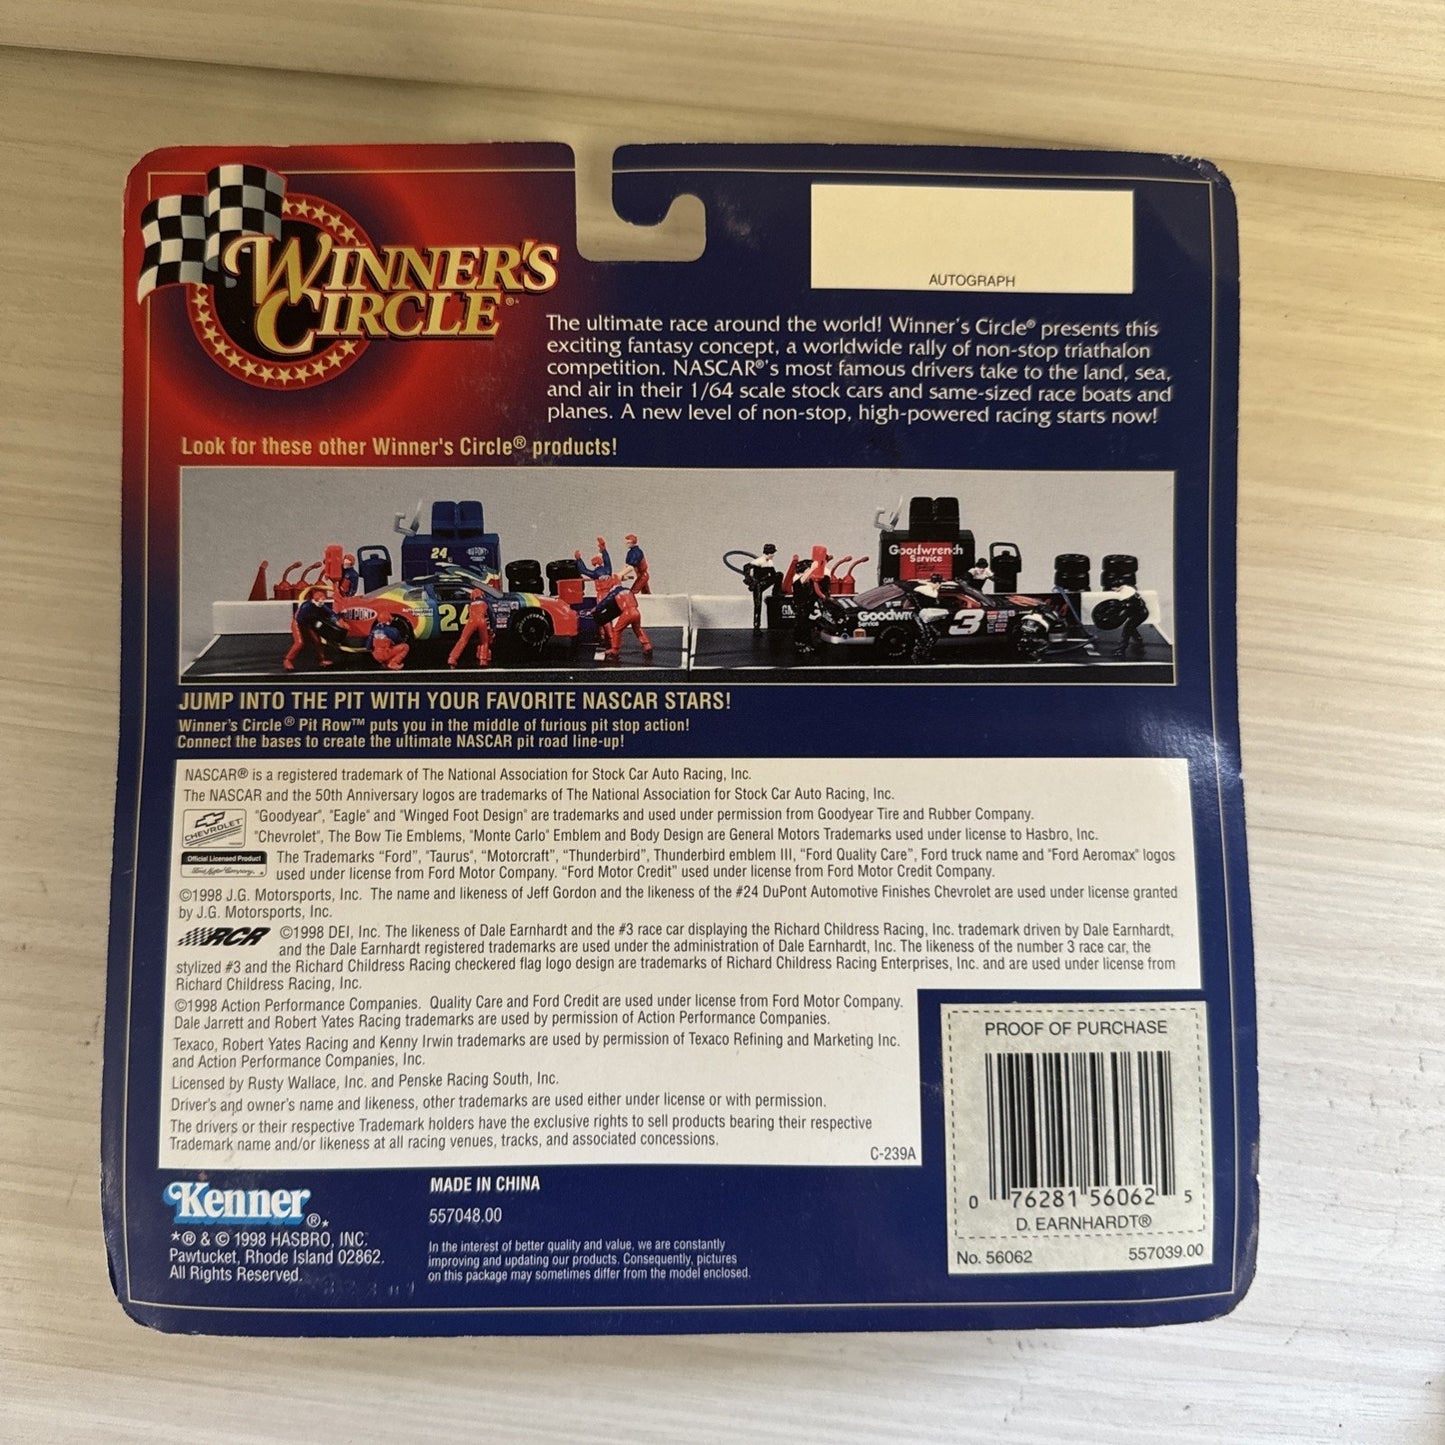 WINNER'S
CIRCLE®
AUTOGRAPH
The ultimate race around the world! Winner's Circle® presents this
exciting fantasy concept, a worldwide rally of non-stop triathalon
competition. NASCAR®'s most famous drivers take to the land, sea,
and air in their 1/64 scale stock cars and same-sized race boats and
planes. A new level of non-stop, high-powered racing starts now!
Look for these other Winner's Circle® products!
24
DU PONT
Goodwrench
Service
GM
DU PONT
24
GM
Goodwr
Service
3
JUMP INTO THE PIT WITH YOUR FAVORITE NASCAR STARS!
Winner's Circle® Pit Row™ puts you in the middle of furious pit stop action!
Connect the bases to create the ultimate NASCAR pit road line-up!
NASCAR® is a registered trademark of The National Association for Stock Car Auto Racing, Inc.
The NASCAR and the 50th Anniversary logos are trademarks of The National Association for Stock Car Auto Racing, Inc.
CHEVROLET
"Goodyear", "Eagle" and "Winged Foot Design" are trademarks and used under permission from Goodyear Tire and Rubber Company.
"Chevrolet", The Bow Tie Emblems, "Monte Carlo" Emblem and Body Design are General Motors Trademarks used under license to Hasbro, Inc.
Official Licensed Product
Ford Motor Company
The Trademarks "Ford", "Taurus", "Motorcraft", "Thunderbird", Thunderbird emblem III, "Ford Quality Care", Ford truck name and "Ford Aeromax" logos
used under license from Ford Motor Company. "Ford Motor Credit" used under license from Ford Motor Credit Company.
©1998 J.G. Motorsports, Inc. The name and likeness of Jeff Gordon and the likeness of the #24 DuPont Automotive Finishes Chevrolet are used under license granted
by J.G. Motorsports, Inc.
RCR
©1998 DEI, Inc. The likeness of Dale Earnhardt and the #3 race car displaying the Richard Childress Racing, Inc. trademark driven by Dale Earnhardt,
and the Dale Earnhardt registered trademarks are used under the administration of Dale Earnhardt, Inc. The likeness of the number 3 race car, the
stylized #3 and the Richard Childress Racing checkered flag logo design are trademarks of Richard Childress Racing Enterprises, Inc. and are used under license from
Richard Childress Racing, Inc.
©1998 Action Performance Companies. Quality Care and Ford Credit are used under license from Ford Motor Company.
Dale Jarrett and Robert Yates Racing trademarks are used by permission of Action Performance Companies.
Texaco, Robert Yates Racing and Kenny Irwin trademarks are used by permission of Texaco Refining and Marketing Inc.
and Action Performance Companies, Inc.
Licensed by Rusty Wallace, Inc. and Penske Racing South, Inc.
Driver's and owner's name and likeness, other trademarks are used either under license or with permission.
The drivers or their respective Trademark holders have the exclusive rights to sell products bearing their respective
Trademark name and/or likeness at all racing venues, tracks, and associated concessions.
C-239A
PROOF OF PURCHASE
0 76281 56062 5
D. EARNHARDT®
No. 56062 557039.00
Kenner®*
*® & © 1998 HASBRO, INC.
Pawtucket, Rhode Island 02862.
All Rights Reserved.
MADE IN CHINA
557048.00
In the interest of better quality and value, we are constantly
improving and updating our products. Consequently, pictures
on this package may sometimes differ from the model enclosed.